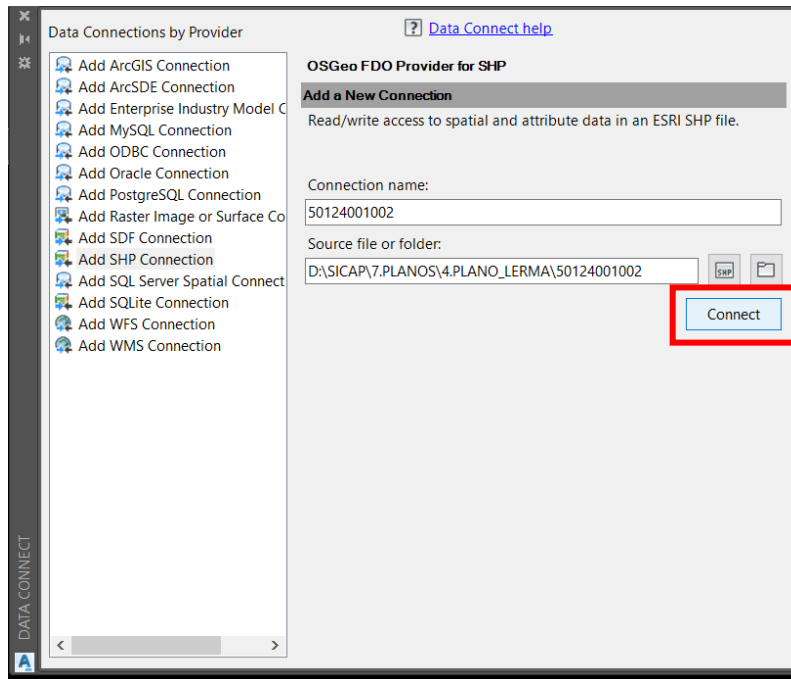 Data Connections by Provider
Data Connect help
Add ArcGIS Connection
Add ArcSDE Connection
Add Enterprise Industry Model C
Add MySQL Connection
Add ODBC Connection
Add Oracle Connection
Add PostgreSQL Connection
Add Raster Image or Surface Co
Add SDF Connection
Add SHP Connection
Add SQL Server Spatial Connect
Add SQLite Connection
Add WFS Connection
Add WMS Connection
OSGeo FDO Provider for SHP
Add a New Connection
Read/write access to spatial and attribute data in an ESRI SHP file.
Connection name:
50124001002
Source file or folder:
D:\SICAP\7.PLANOS\4.PLANO_LERMA\50124001002
SHP
Connect
DATA CONNECT